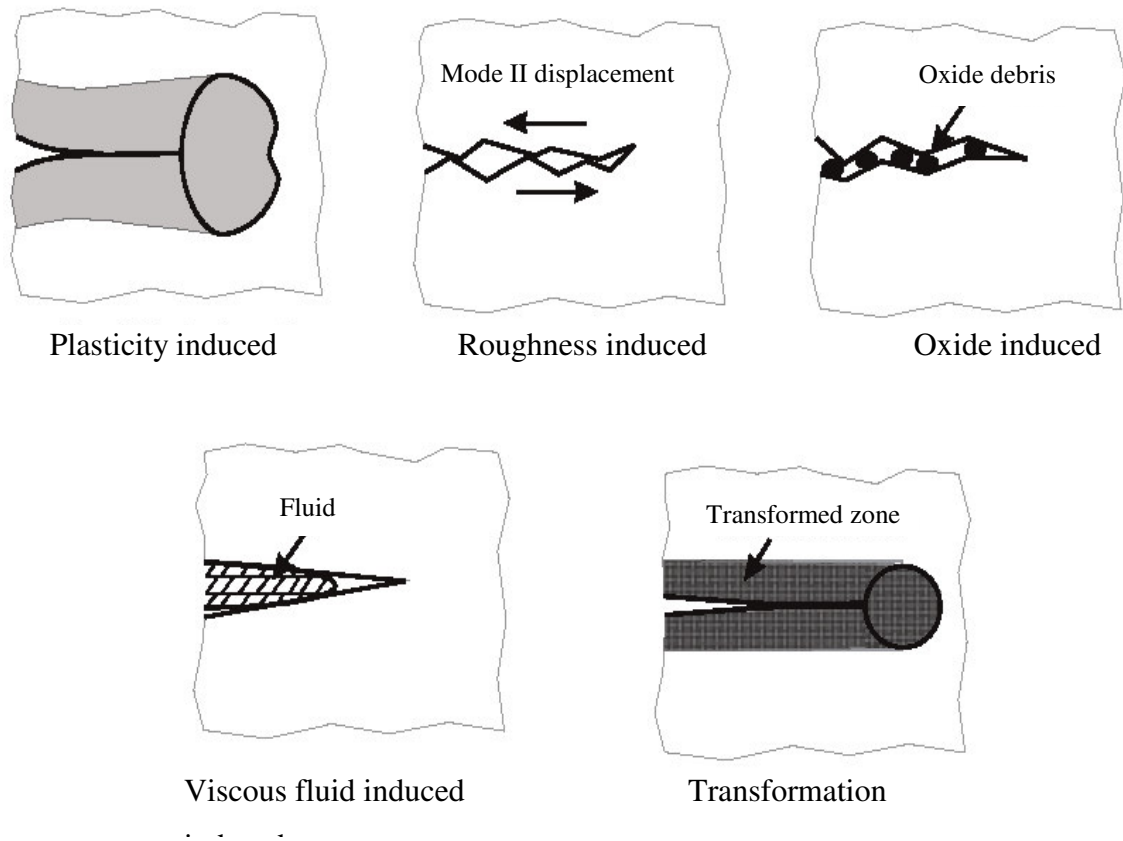 Mode II displacement
Oxide debris
Plasticity induced
Roughness induced
Oxide induced
Fluid
Transformed zone
Viscous fluid induced
Transformation